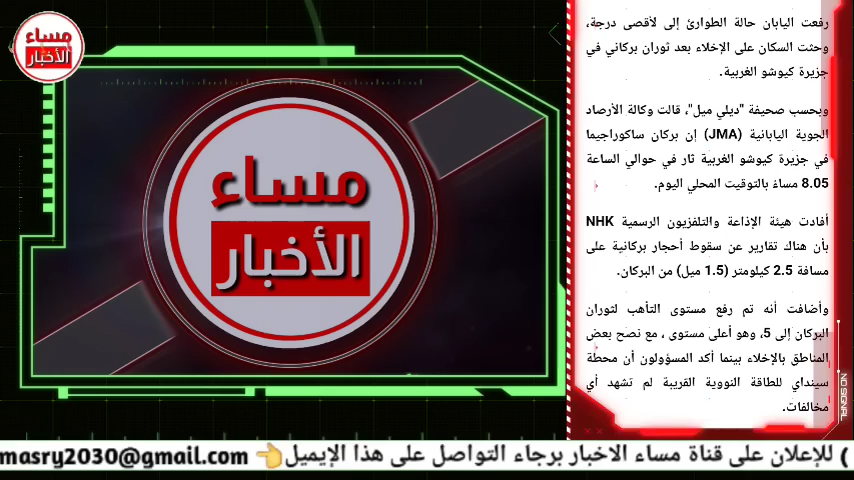 مساء
الأخبار
مساء
الأخبار
رفعت اليابان حالة الطوارئ إلى لأقصى درجة،
وحثت السكان على الإخلاء بعد ثوران بركاني في
جزيرة كيوشو الغربية.
وبحسب صحيفة "ديلي ميل"، قالت وكالة الأرصاد
الجوية اليابانية (JMA) إن بركان ساكوراجيما
في جزيرة كيوشو الغربية ثار في حوالي الساعة
8.05 مساءً بالتوقيت المحلي اليوم.
أفادت هيئة الإذاعة والتلفزيون الرسمية NHK
بأن هناك تقارير عن سقوط أحجار بركانية على
مسافة 2.5 كيلومتر (1.5 ميل) من البركان.
وأضافت أنه تم رفع مستوى التأهب لثوران
البركان إلى 5، وهو أعلى مستوى ، مع نصح بعض
المناطق بالإخلاء بينما أكد المسؤولون أن محطة
سينداي للطاقة النووية القريبة لم تشهد أي
مخالفات.
NO SIGNAL
) للإعلان على قناة مساء الاخبار برجاء التواصل على هذا الإيميل👈 masry2030@gmail.com